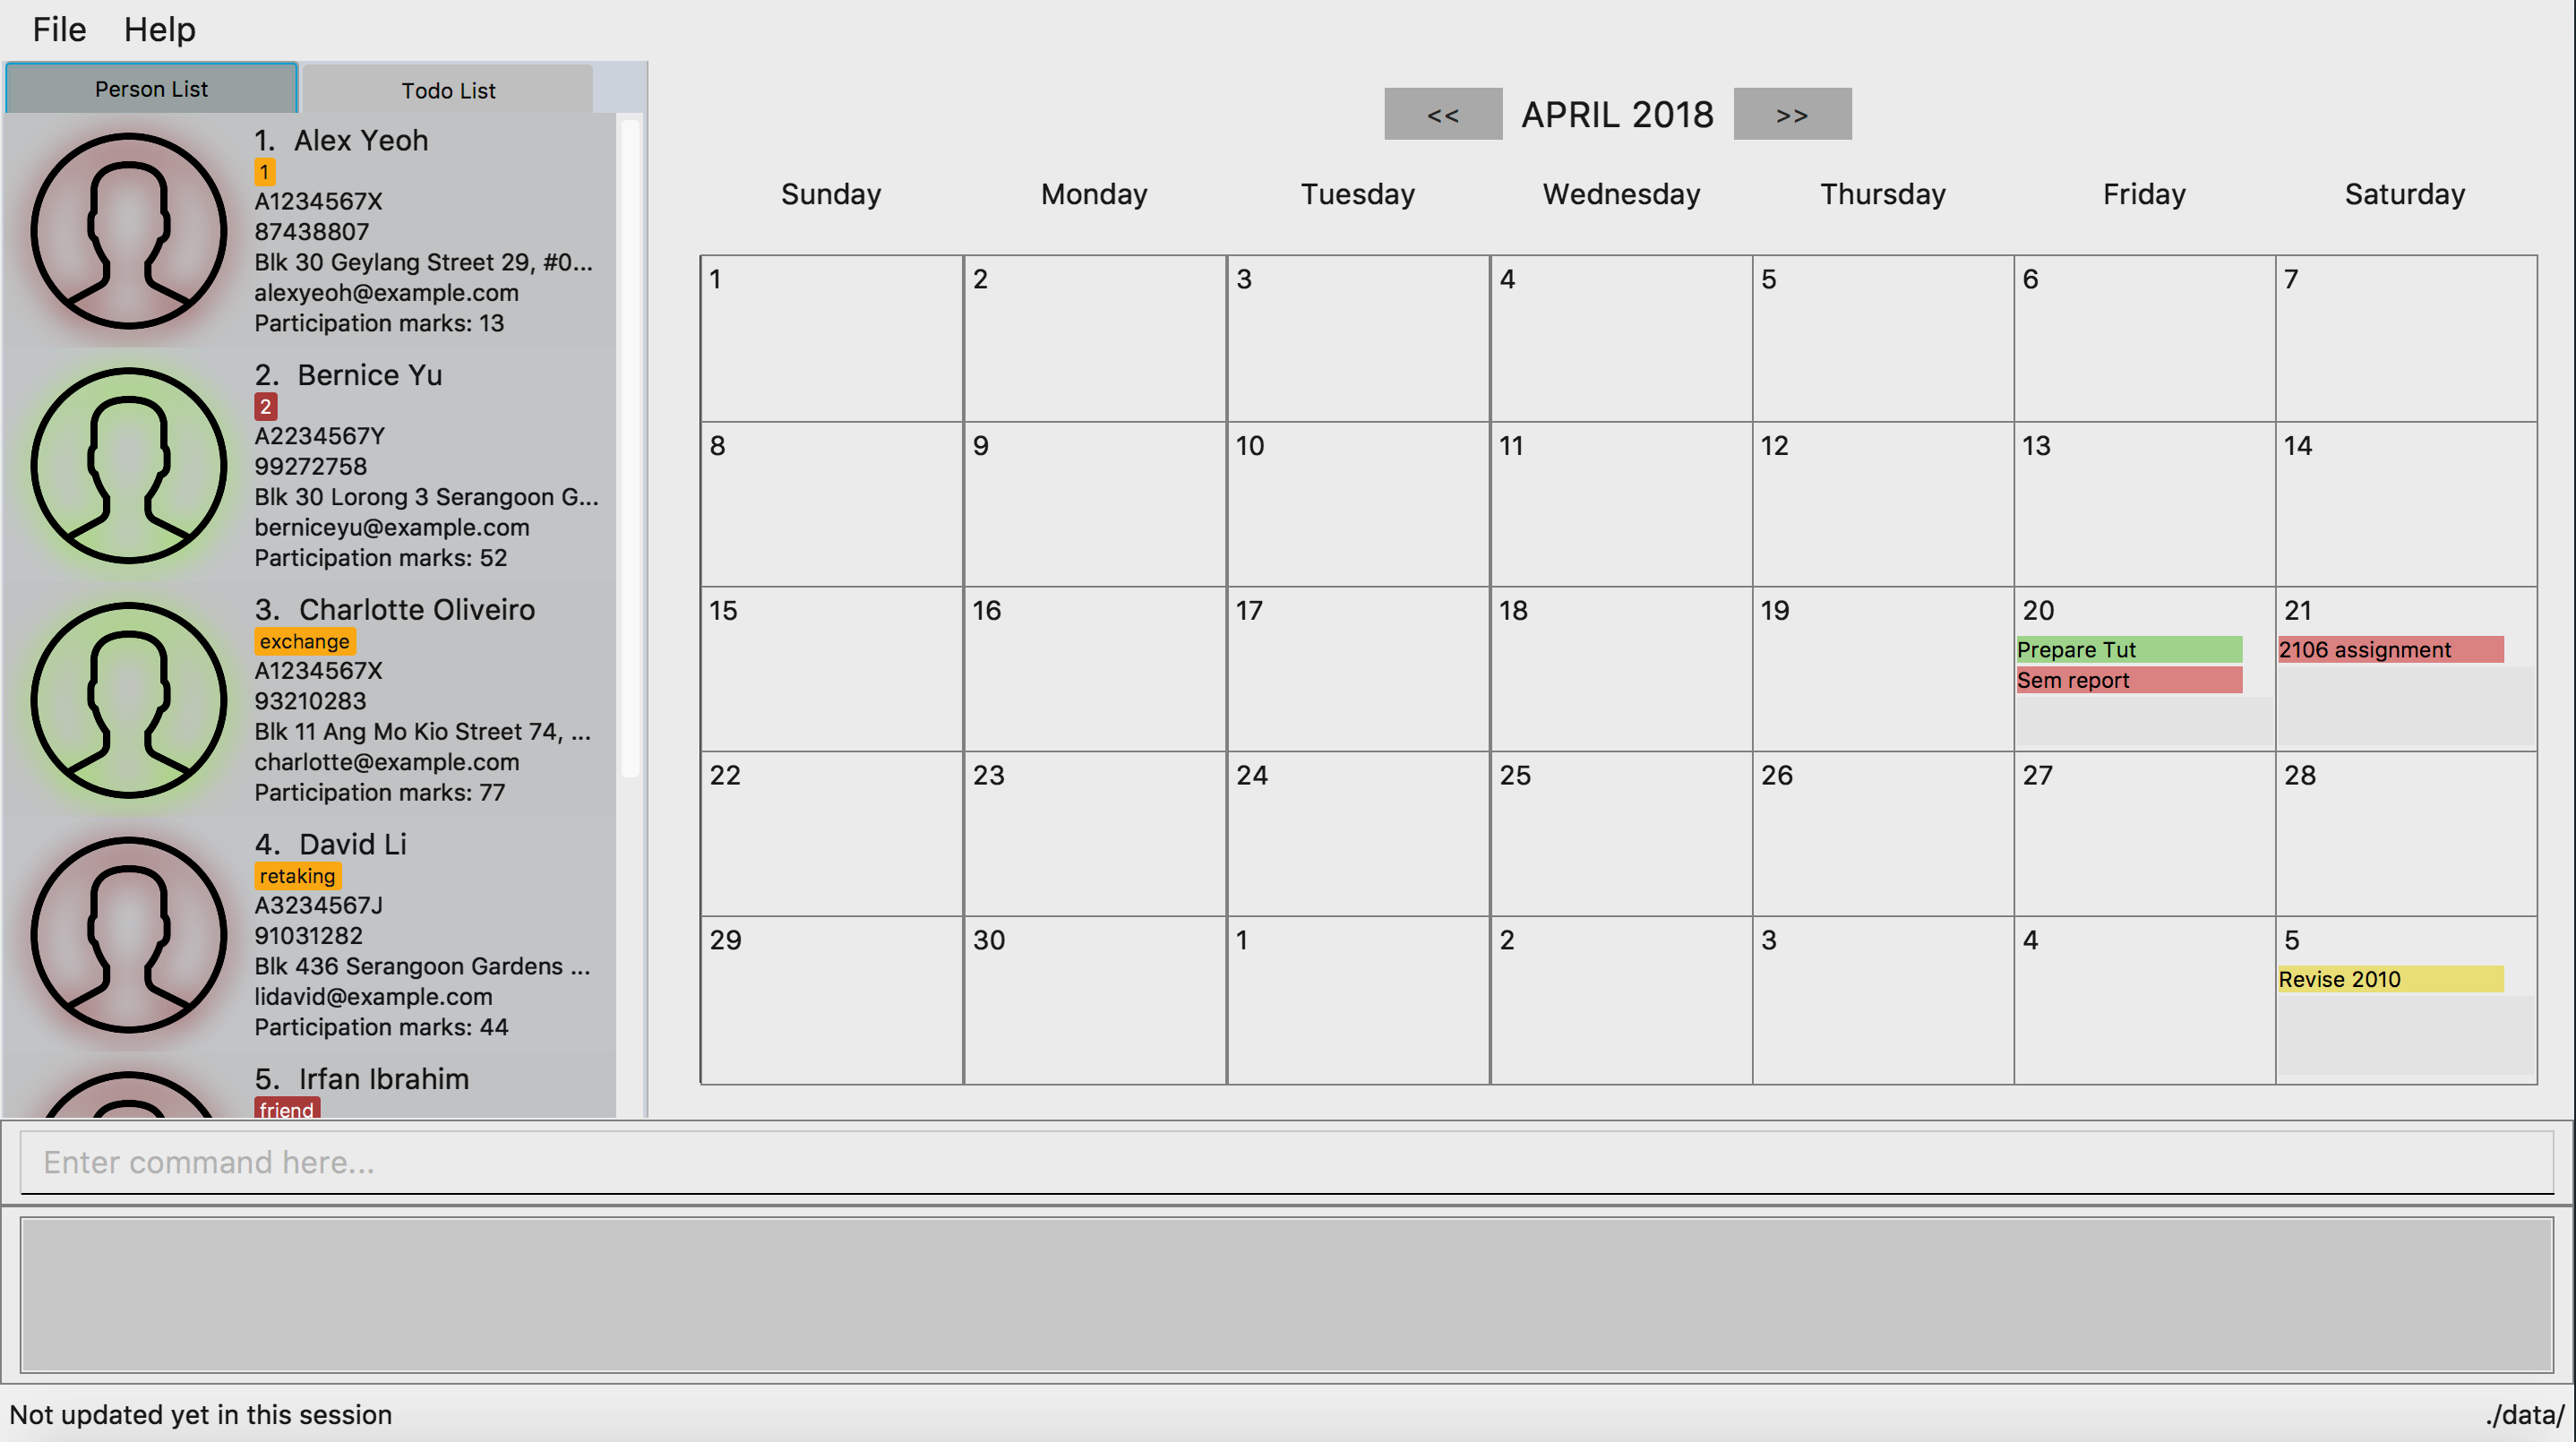 File Help
Person List Todo List
1. Alex Yeoh
1
A1234567X
87438807
Blk 30 Geylang Street 29, #0...
alexyeoh@example.com
Participation marks: 13
2. Bernice Yu
2
A2234567Y
99272758
Blk 30 Lorong 3 Serangoon G...
berniceyu@example.com
Participation marks: 52
3. Charlotte Oliveiro
exchange
A1234567X
93210283
Blk 11 Ang Mo Kio Street 74, ...
charlotte@example.com
Participation marks: 77
4. David Li
retaking
A3234567J
91031282
Blk 436 Serangoon Gardens ...
lidavid@example.com
Participation marks: 44
5. Irfan Ibrahim
friend
<< APRIL 2018 >>
Sunday Monday Tuesday Wednesday Thursday Friday Saturday
1 2 3 4 5 6 7
8 9 10 11 12 13 14
15 16 17 18 19 20 21
Prepare Tut 2106 assignment
Sem report
22 23 24 25 26 27 28
29 30 1 2 3 4 5
Revise 2010
Enter command here...
Not updated yet in this session ./data/